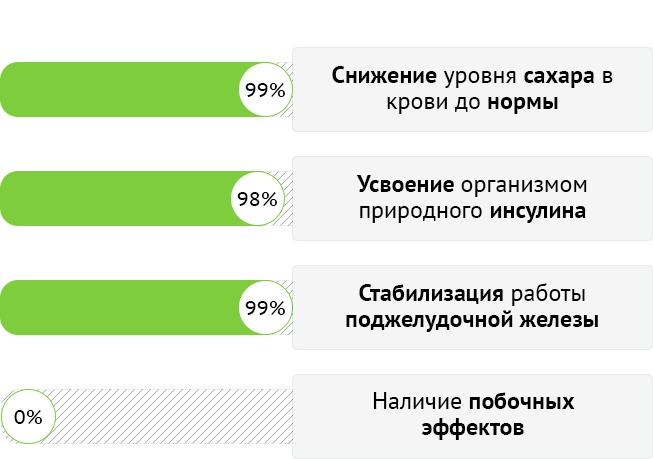 99%
Снижение уровня сахара в
крови до нормы
98%
Усвоение организмом
природного инсулина
99%
Стабилизация работы
поджелудочной железы
0%
Наличие побочных
эффектов